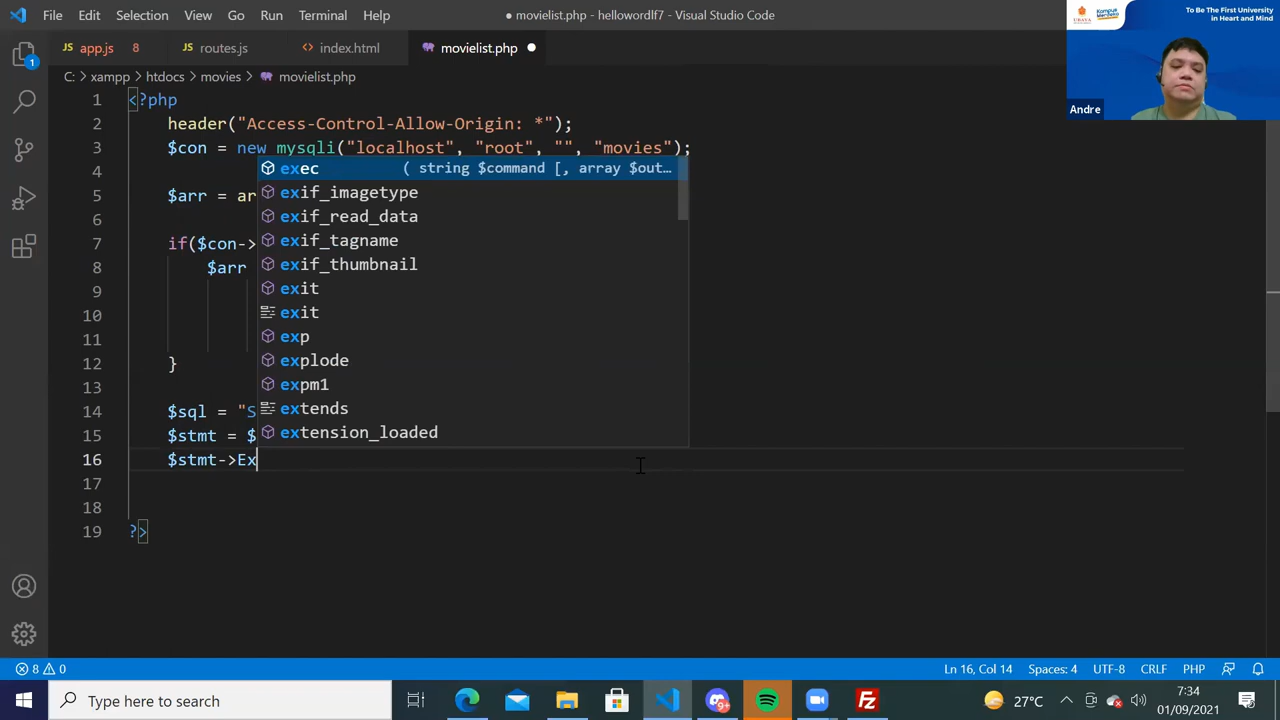 File Edit Selection View Go Run Terminal Help
● movielist.php - hellowordf7 - Visual Studio Code
UBAYA
Kampus Merdeka
To Be The First University
in Heart and Mind
Andre
app.js 8
routes.js
index.html
movielist.php ●
C: > xampp > htdocs > movies > movielist.php
1 <?php
2 header("Access-Control-Allow-Origin: *");
3 $con = new mysqli("localhost", "root", "", "movies");
4 exec ( string $command [, array $out…
exif_imagetype
5 $arr = ar
exif_read_data
6
exif_tagname
7 if($con->
exif_thumbnail
8 $arr
exit
9
exit
10
exp
11
explode
12 }
expm1
13
extends
14 $sql = "S
extension_loaded
15 $stmt = $
16 $stmt->Ex
17
18
19 ?>
1
8 0
Ln 16, Col 14 Spaces: 4 UTF-8 CRLF PHP
Type here to search
9+
27°C
7:34
01/09/2021